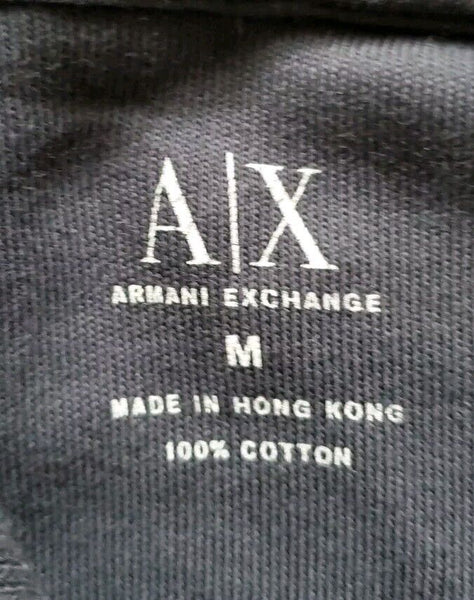 A|X
ARMANI EXCHANGE
M
MADE IN HONG KONG
100% COTTON